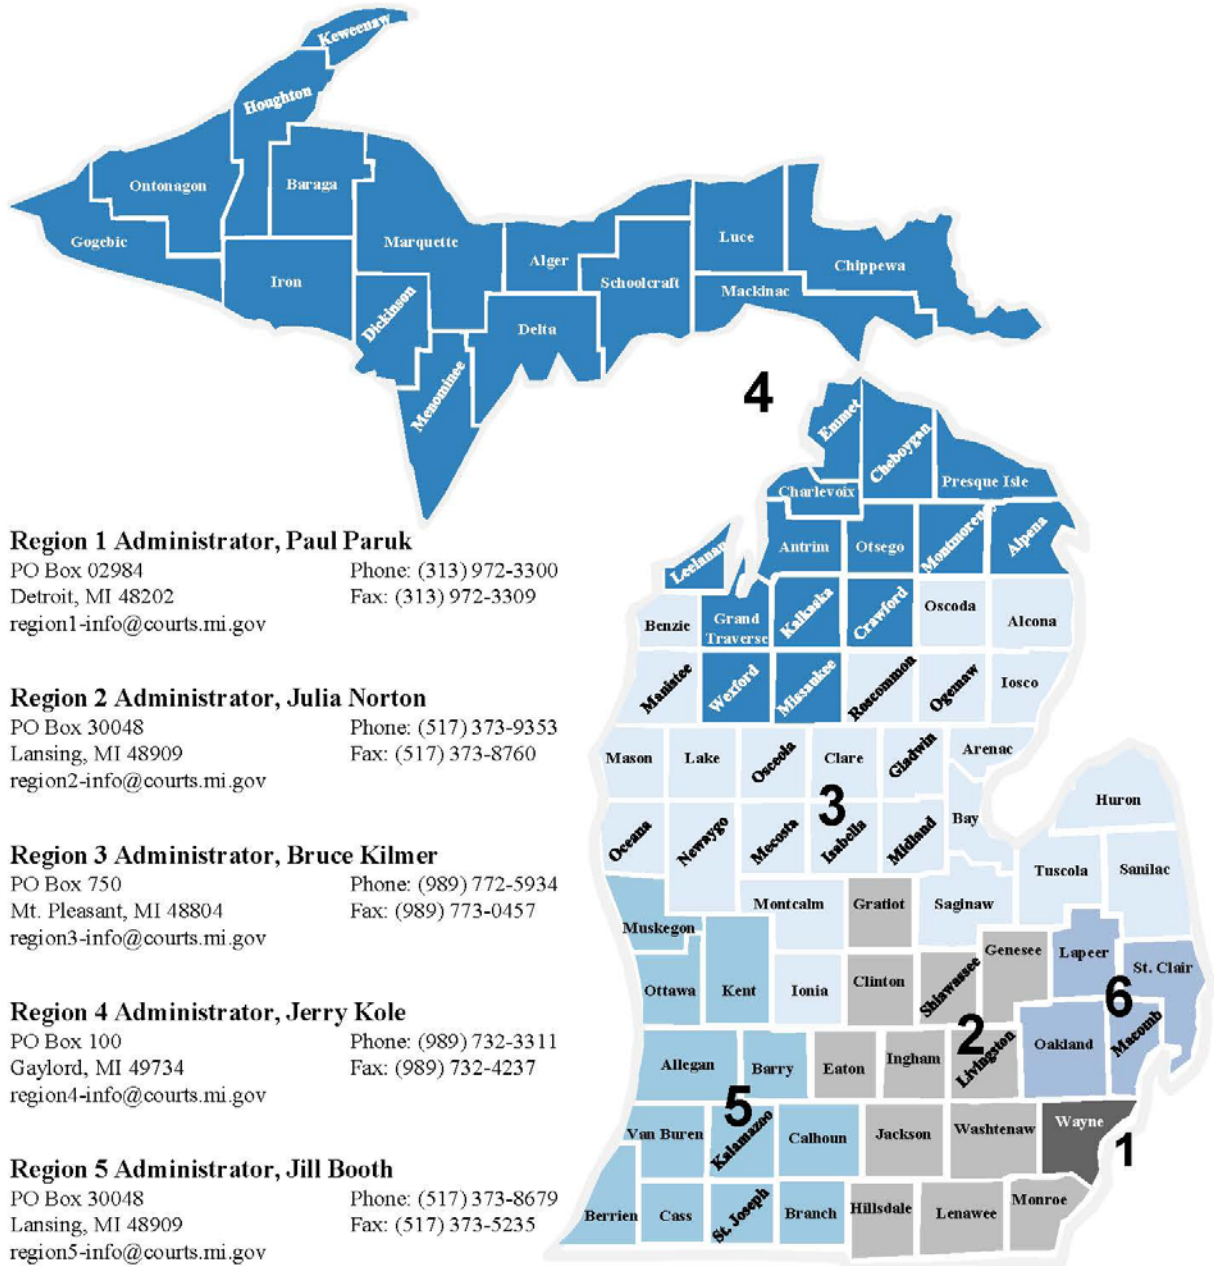 Keweenaw
Houghton
Ontonagon
Baraga
Gogebic
Marquette
Luce
Alger
Chippewa
Iron
Schoolcraft
Mackinac
Dickinson
Delta
Menominee
4
Emmet
Cheboygan
Presque Isle
Charlevoix
Antrim
Otsego
Montmorency
Alpena
Leelanau
Region 1 Administrator, Paul Paruk
PO Box 02984 Phone: (313) 972-3300
Detroit, MI 48202 Fax: (313) 972-3309
region1-info@courts.mi.gov
Region 2 Administrator, Julia Norton
PO Box 30048 Phone: (517) 373-9353
Lansing, MI 48909 Fax: (517) 373-8760
region2-info@courts.mi.gov
Region 3 Administrator, Bruce Kilmer
PO Box 750 Phone: (989) 772-5934
Mt. Pleasant, MI 48804 Fax: (989) 773-0457
region3-info@courts.mi.gov
Region 4 Administrator, Jerry Kole
PO Box 100 Phone: (989) 732-3311
Gaylord, MI 49734 Fax: (989) 732-4237
region4-info@courts.mi.gov
Region 5 Administrator, Jill Booth
PO Box 30048 Phone: (517) 373-8679
Lansing, MI 48909 Fax: (517) 373-5235
region5-info@courts.mi.gov
Benzie
Grand
Traverse
Kalkaska
Crawford
Oscoda
Alcona
Manistee
Wexford
Missaukee
Roscommon
Ogemaw
Iosco
Mason
Lake
Osceola
Clare
Gladwin
Arenac
3
Huron
Oceana
Newaygo
Mecosta
Isabella
Midland
Bay
Tuscola
Sanilac
Montcalm
Gratiot
Saginaw
Muskegon
Genesee
Lapeer
St. Clair
Ottawa
Kent
Ionia
Clinton
Shiawassee
6
2
Allegan
Barry
Eaton
Ingham
Livingston
Oakland
Macomb
5
Van Buren
Kalamazoo
Calhoun
Jackson
Washtenaw
Wayne
1
Berrien
Cass
St. Joseph
Branch
Hillsdale
Lenawee
Monroe